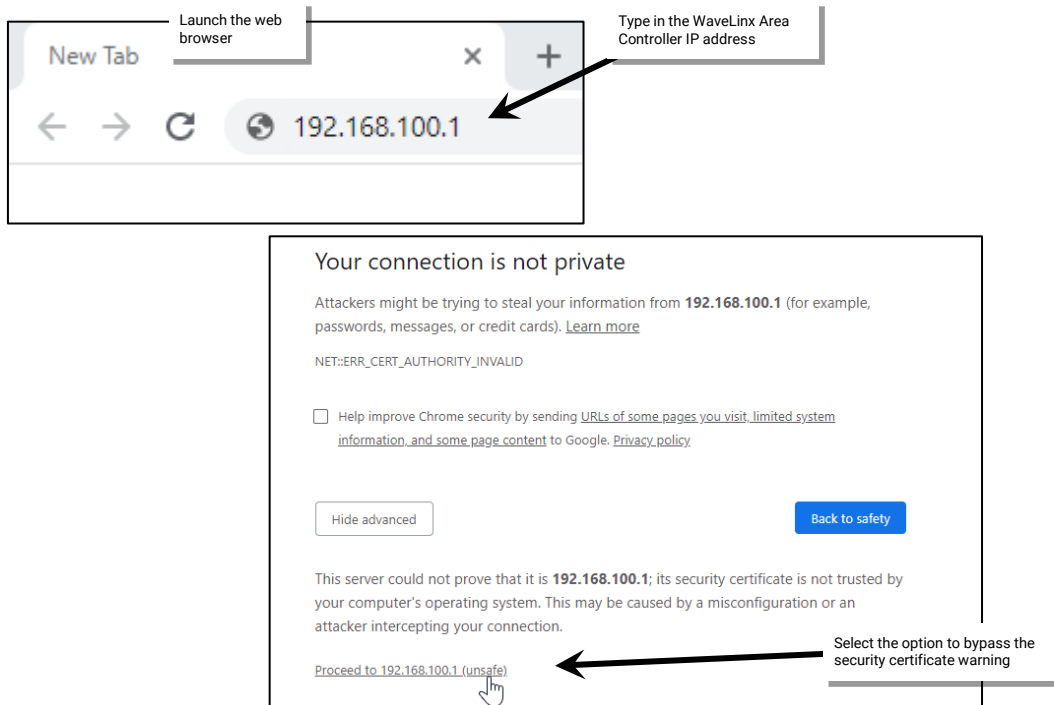 Launch the web
browser
Type in the WaveLinx Area
Controller IP address
New Tab
192.168.100.1
Your connection is not private
Attackers might be trying to steal your information from 192.168.100.1 (for example,
passwords, messages, or credit cards). Learn more
NET::ERR_CERT_AUTHORITY_INVALID
Help improve Chrome security by sending URLs of some pages you visit, limited system
information, and some page content to Google. Privacy policy
Hide advanced
Back to safety
This server could not prove that it is 192.168.100.1; its security certificate is not trusted by
your computer's operating system. This may be caused by a misconfiguration or an
attacker intercepting your connection.
Select the option to bypass the
security certificate warning
Proceed to 192.168.100.1 (unsafe)